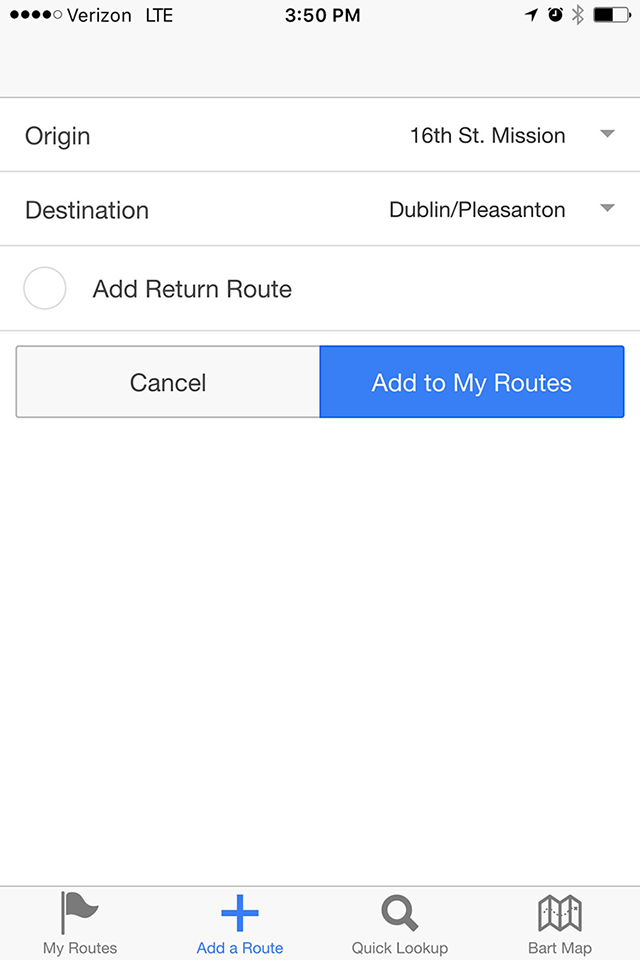 Verizon LTE 3:50 PM
Origin 16th St. Mission
Destination Dublin/Pleasanton
Add Return Route
Cancel Add to My Routes
My Routes Add a Route Quick Lookup Bart Map